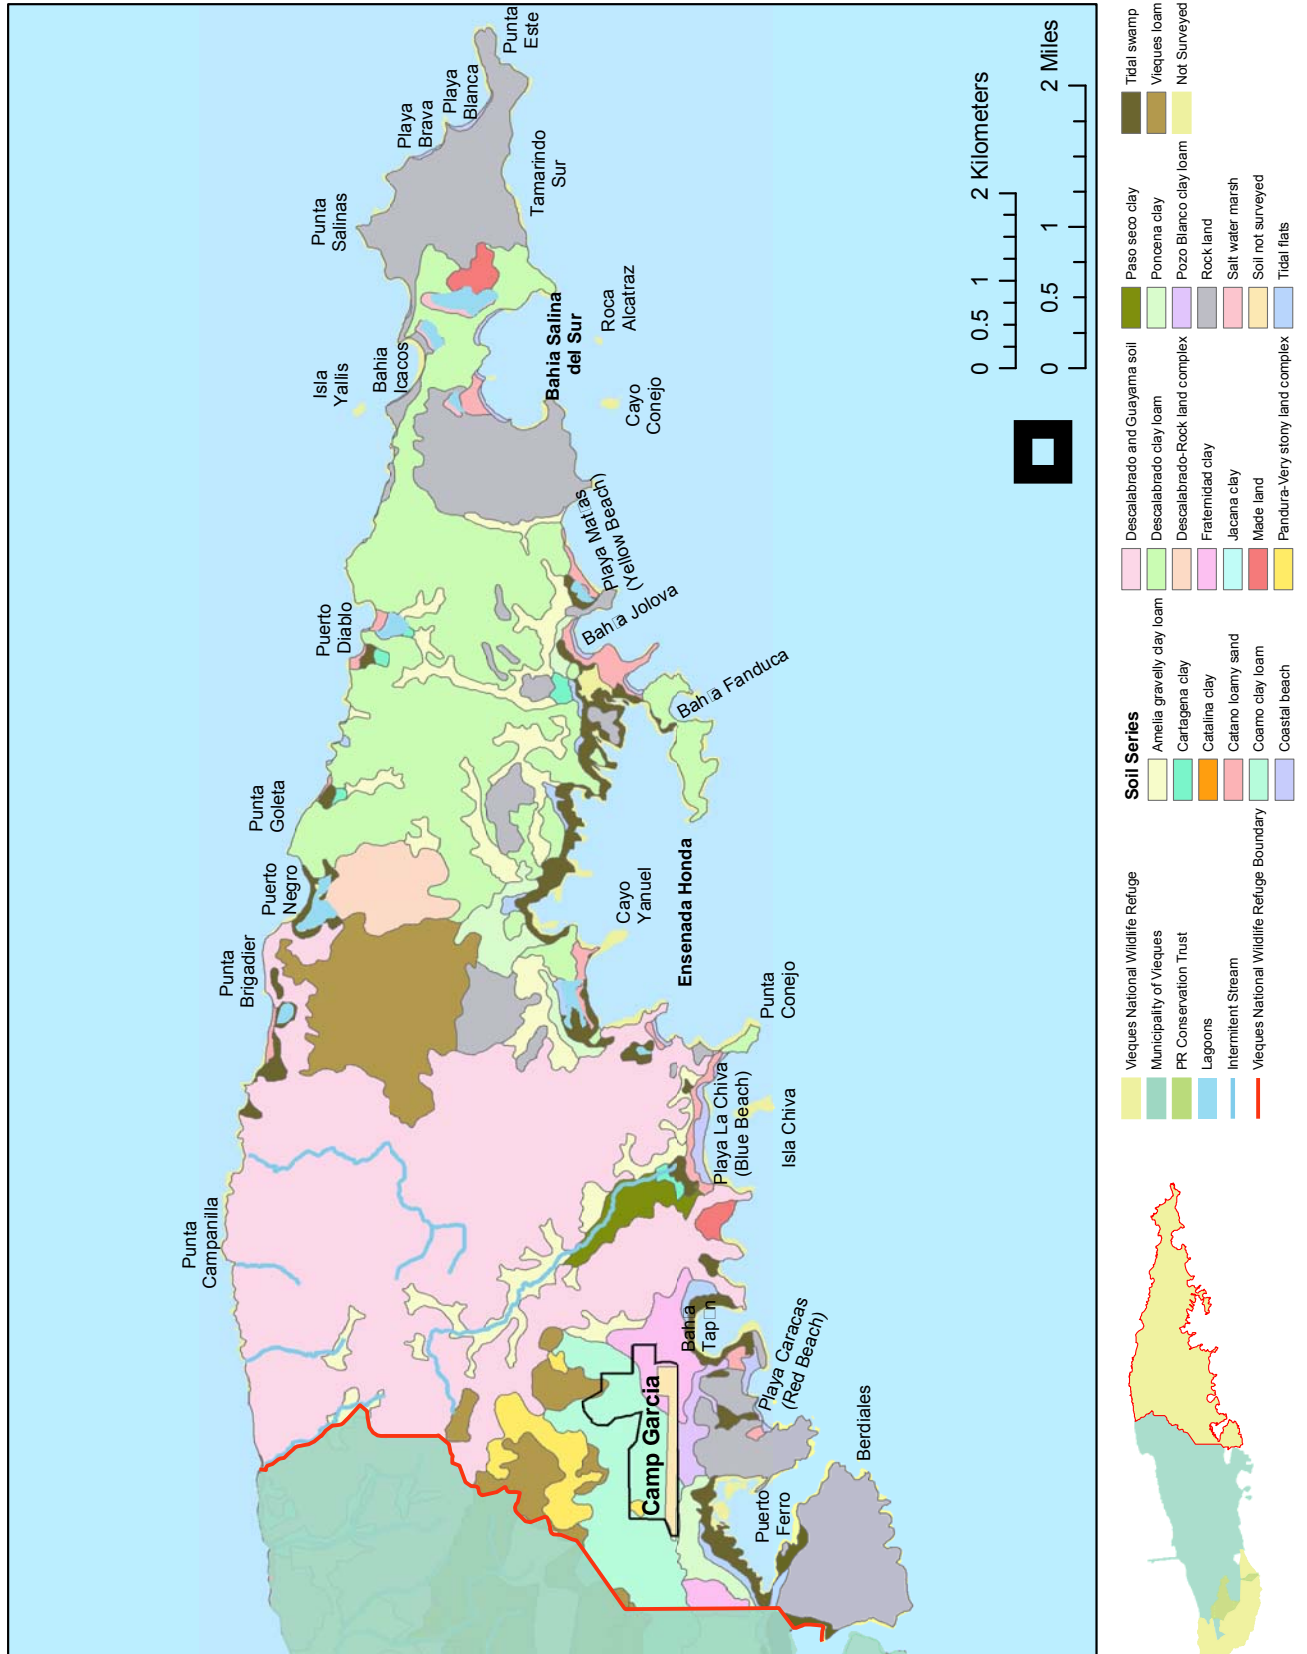 Punta
Este
Playa
Blanca
Playa
Brava
Tamarindo
Sur
Punta
Salinas
Roca
Alcatraz
Bahia Salina
del Sur
Bahia
Icacos
Isla
Yallis
Cayo
Conejo
Playa Mat□as
(Yellow Beach)
Bah□a Jolova
Puerto
Diablo
Bah□a Fanduca
Punta
Goleta
Ensenada Honda
Cayo
Yanuel
Puerto
Negro
Punta
Brigadier
Punta
Conejo
Playa La Chiva
(Blue Beach)
Isla Chiva
Punta
Campanilla
Bah□a
Tap□n
Playa Caracas
(Red Beach)
Camp Garcia
Berdiales
Puerto
Ferro
0 0.5 1 2 Kilometers
0 0.5 1 2 Miles
Vieques National Wildlife Refuge
Municipality of Vieques
PR Conservation Trust
Lagoons
Intermitent Stream
Vieques National Wildlife Refuge Boundary
Soil Series
Amelia gravelly clay loam
Cartagena clay
Catalina clay
Catano loamy sand
Coamo clay loam
Coastal beach
Descalabrado and Guayama soil
Descalabrado clay loam
Descalabrado-Rock land complex
Fraternidad clay
Jacana clay
Made land
Pandura-Very stony land complex
Paso seco clay
Poncena clay
Pozo Blanco clay loam
Rock land
Salt water marsh
Soil not surveyed
Tidal flats
Tidal swamp
Vieques loam
Not Surveyed